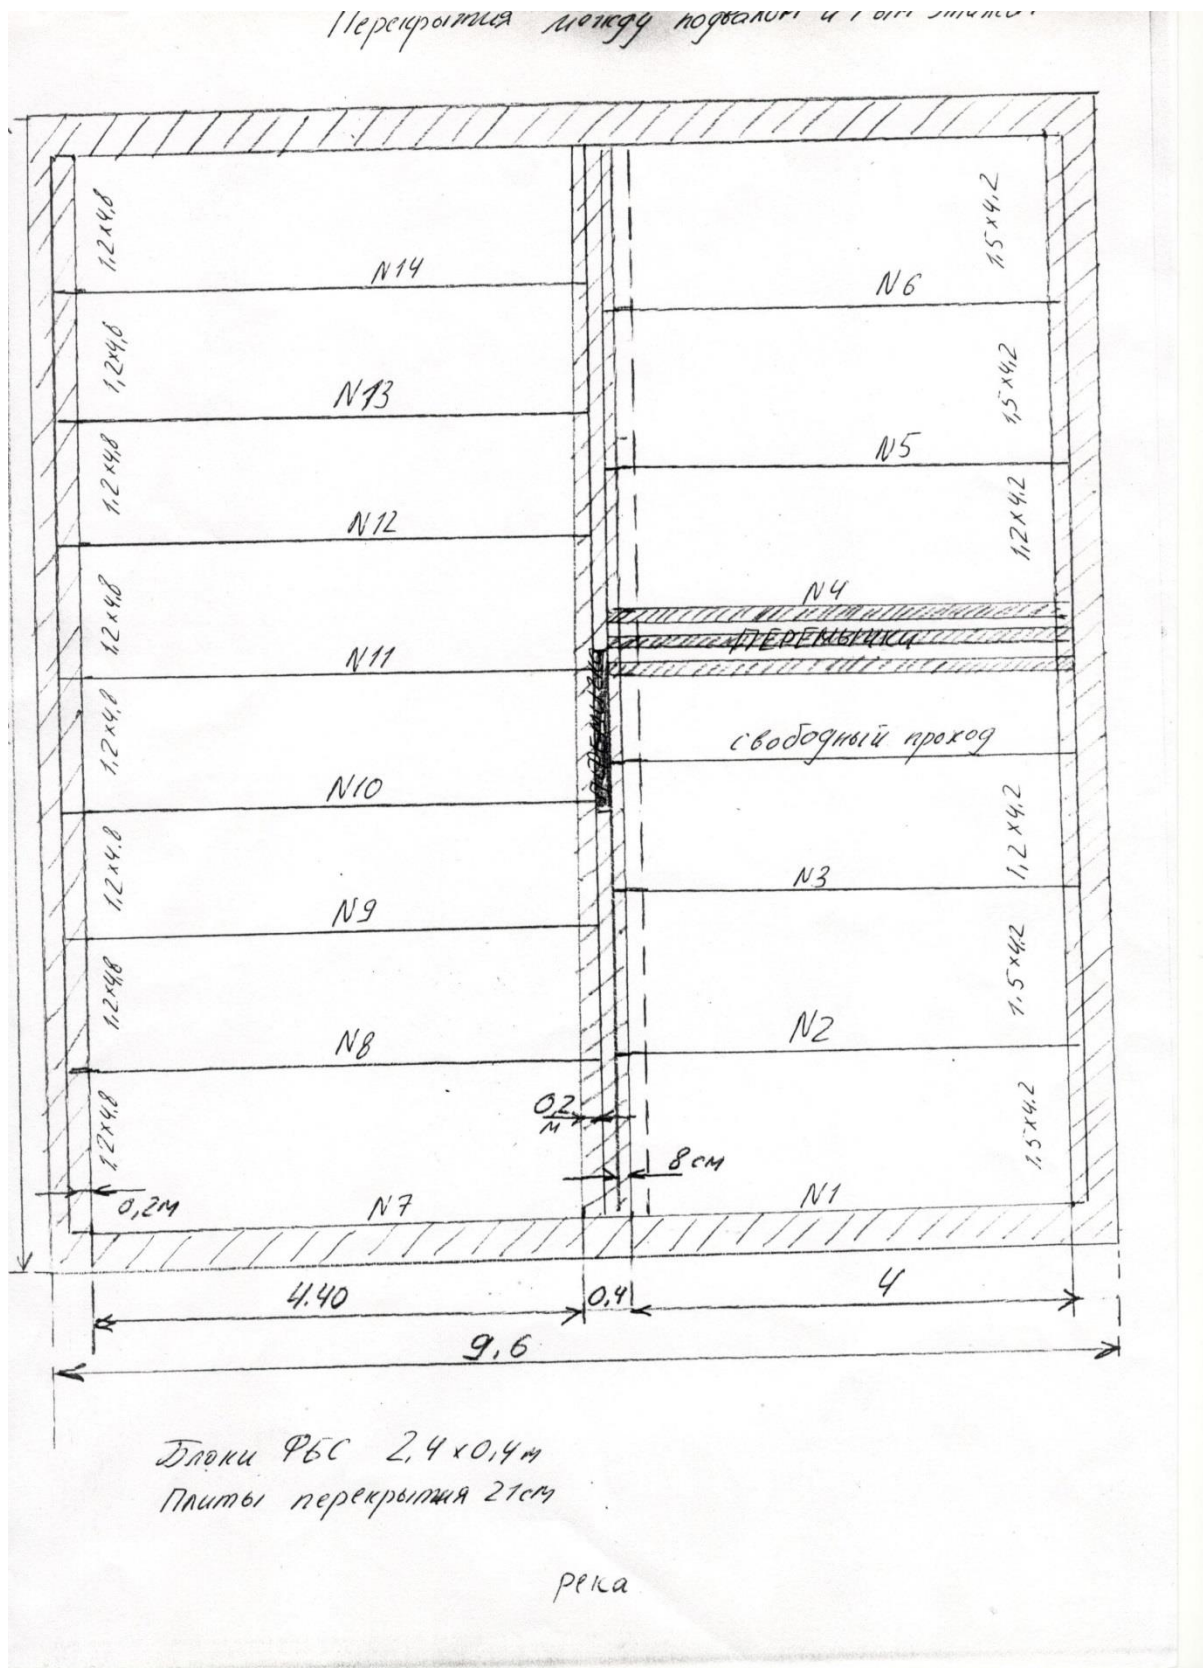 Перекрытия между подвалом и 1ым этажом
1,2х4,8
1,5х4.2
N14
N6
1,2х4,8
1,5х4.2
N13
N5
1.2х4,8
1,2х4.2
N12
N4
1.2х4.8
ПЕРЕМЫЧКИ
N11
1.2х4,8
свободный проход
N10
1,2х4.2
1,2х4.8
N3
N9
1.5х4.2
1.2х4,8
N2
N8
0,2
м
1.5х4.2
1.2х4.8
8см
0,2м
N7
N1
4.40
0,4
4
9.6
Блоки ФБС 2,4х0,4м
Плиты перекрытия 21см
река